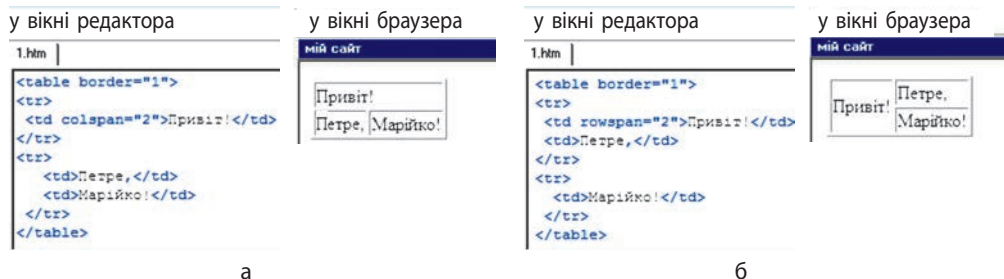 у вікні редактора
1.htm
<table border="1">
<tr>
<td colspan="2">Привіт!</td>
</tr>
<tr>
<td>Петре,</td>
<td>Марійко!</td>
</tr>
</table>
у вікні браузера
мій сайт
Привіт!
Петре, Марійко!
а
у вікні редактора
1.htm
<table border="1">
<tr>
<td rowspan="2">Привіт!</td>
<td>Петре,</td>
</tr>
<tr>
<td>Марійко!</td>
</tr>
</table>
у вікні браузера
мій сайт
Привіт! Петре,
Марійко!
б